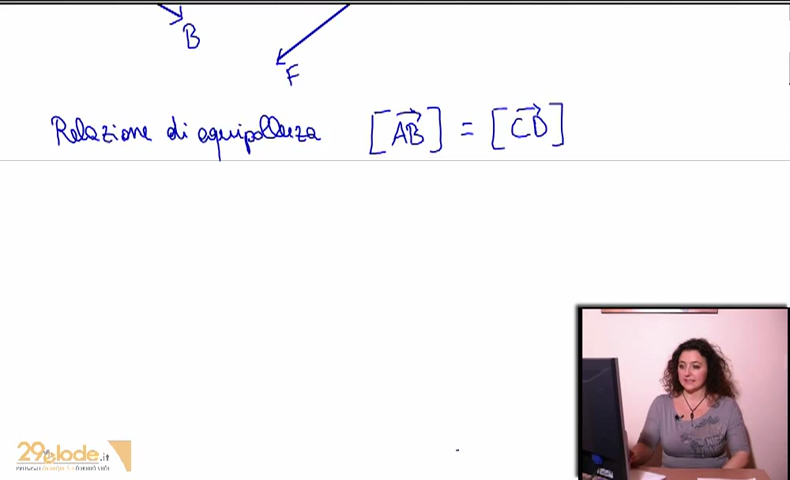 B
F
Relazione di equipollenza [AB] = [CD]
29elode.it